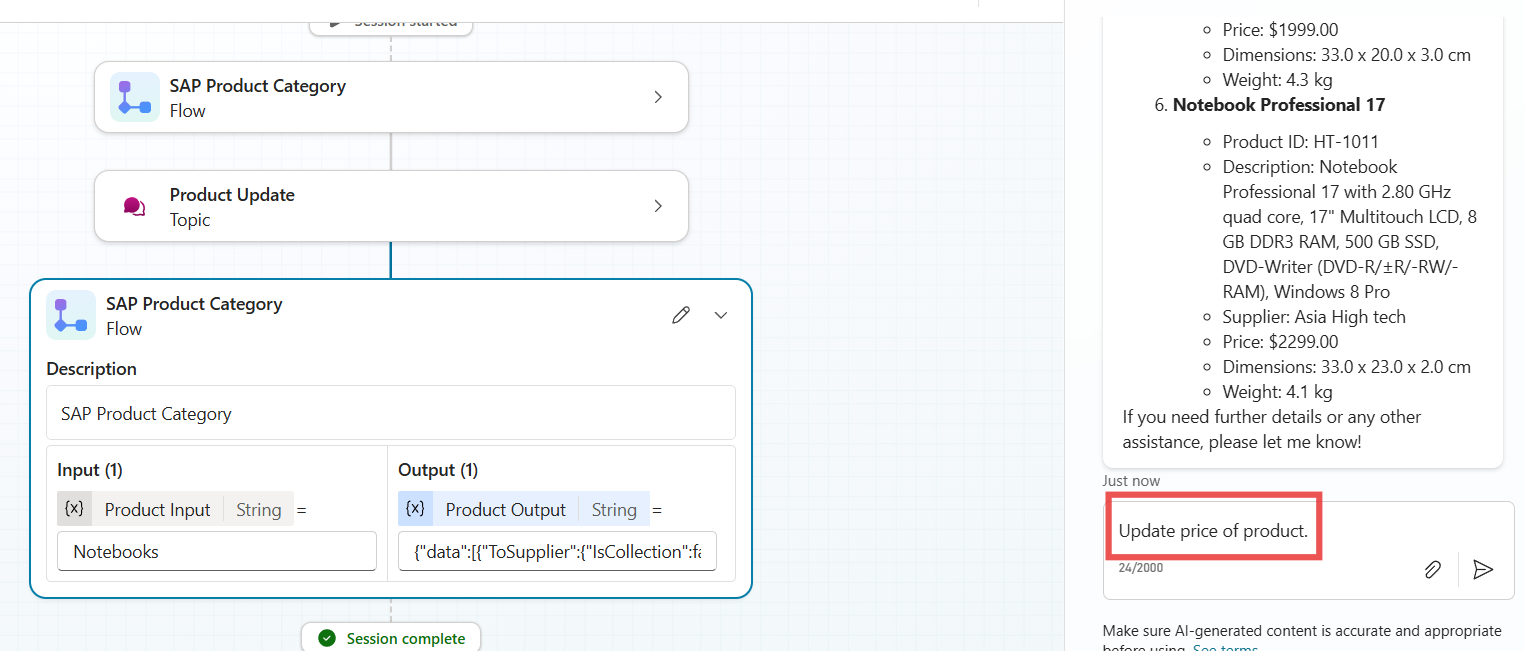 Session started
SAP Product Category
Flow
Product Update
Topic
SAP Product Category
Flow
Description
SAP Product Category
Input (1)
Output (1)
{x} Product Input String =
{x} Product Output String =
Notebooks
{"data":[{"ToSupplier":{"IsCollection":fa
Session complete
Price: $1999.00
Dimensions: 33.0 x 20.0 x 3.0 cm
Weight: 4.3 kg
6. Notebook Professional 17
Product ID: HT-1011
Description: Notebook
Professional 17 with 2.80 GHz
quad core, 17" Multitouch LCD, 8
GB DDR3 RAM, 500 GB SSD,
DVD-Writer (DVD-R/±R/-RW/-
RAM), Windows 8 Pro
Supplier: Asia High tech
Price: $2299.00
Dimensions: 33.0 x 23.0 x 2.0 cm
Weight: 4.1 kg
If you need further details or any other
assistance, please let me know!
Just now
Update price of product.
24/2000
Make sure AI-generated content is accurate and appropriate
before using. See terms